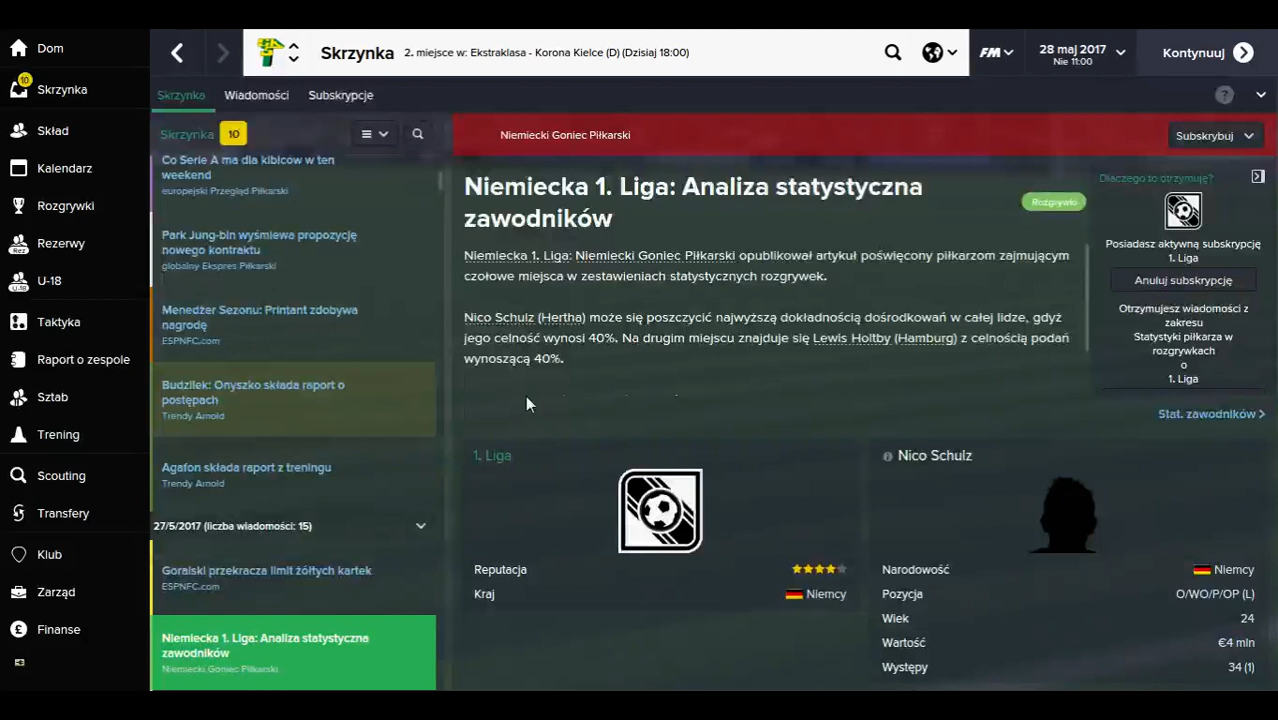 Dom
10
Skrzynka
Skład
Kalendarz
Rozgrywki
Rezerwy
U-18
Taktyka
Raport o zespole
Sztab
Trening
Scouting
Transfery
Klub
Zarząd
Finanse
Skrzynka
2. miejsce w: Ekstraklasa - Korona Kielce (D) (Dzisiaj 18:00)
FM
28 maj 2017
Nie 11:00
Kontynuuj
Skrzynka Wiadomości Subskrypcje
?
Skrzynka 10
Co Serie A ma dla kibiców w ten
weekend
europejski Przegląd Piłkarski
Park Jung-bin wyśmiewa propozycję
nowego kontraktu
globalny Ekspres Piłkarski
Menedżer Sezonu: Printant zdobywa
nagrodę
ESPNFC.com
Budziłek: Onyszko składa raport o
postępach
Trendy Arnold
Agafon składa raport z treningu
Trendy Arnold
27/5/2017 (liczba wiadomości: 15)
Goralski przekracza limit żółtych kartek
ESPNFC.com
Niemiecka 1. Liga: Analiza statystyczna
zawodników
Niemiecki Goniec Piłkarski
Niemiecki Goniec Piłkarski
Subskrybuj
Niemiecka 1. Liga: Analiza statystyczna
zawodników
Rozgrywki
Niemiecka 1. Liga: Niemiecki Goniec Piłkarski opublikował artykuł poświęcony piłkarzom zajmującym
czołowe miejsca w zestawieniach statystycznych rozgrywek.
Nico Schulz (Hertha) może się poszczycić najwyższą dokładnością dośrodkowań w całej lidze, gdyż
jego celność wynosi 40%. Na drugim miejscu znajduje się Lewis Holtby (Hamburg) z celnością podań
wynoszącą 40%.
Dlaczego to otrzymuję?
Posiadasz aktywną subskrypcję
1. Liga
Anuluj subskrypcję
Otrzymujesz wiadomości z
zakresu
Statystyki piłkarza w
rozgrywkach
o
1. Liga
Stat. zawodników
1. Liga
Reputacja
Kraj Niemcy
Nico Schulz
Narodowość Niemcy
Pozycja O/WO/P/OP (L)
Wiek 24
Wartość €4 mln
Występy 34 (1)